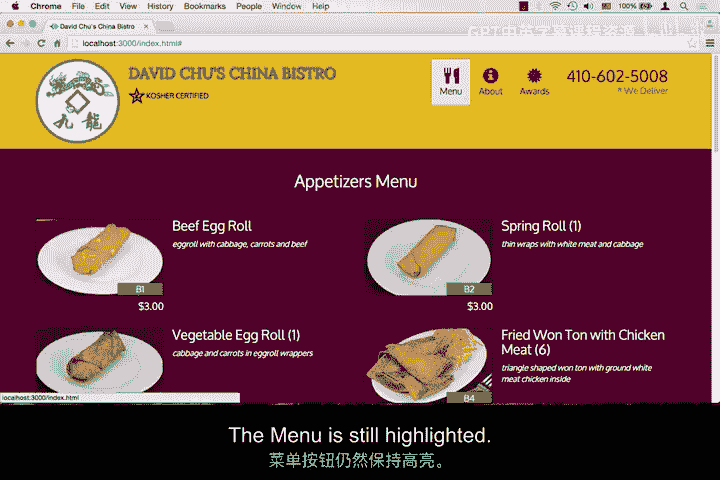 Chrome File Edit View History Bookmarks People Window Help
100%
David Chu's China Bistro
localhost:3000/index.html#
DAVID CHU'S CHINA BISTRO
KOSHER CERTIFIED
九 龍
Menu
About
Awards
410-602-5008
* We Deliver
Appetizers Menu
Beef Egg Roll
eggroll with cabbage, carrots and beef
B1
$3.00
Spring Roll (1)
thin wraps with white meat and cabbage
B2
$3.00
Vegetable Egg Roll (1)
cabbage and carrots in eggroll wrappers
Fried Won Ton with Chicken
Meat (6)
triangle shaped won ton with ground white
meat chicken inside
B4
localhost:3000/index.html
The Menu is still highlighted.
菜单按钮仍然保持高亮。